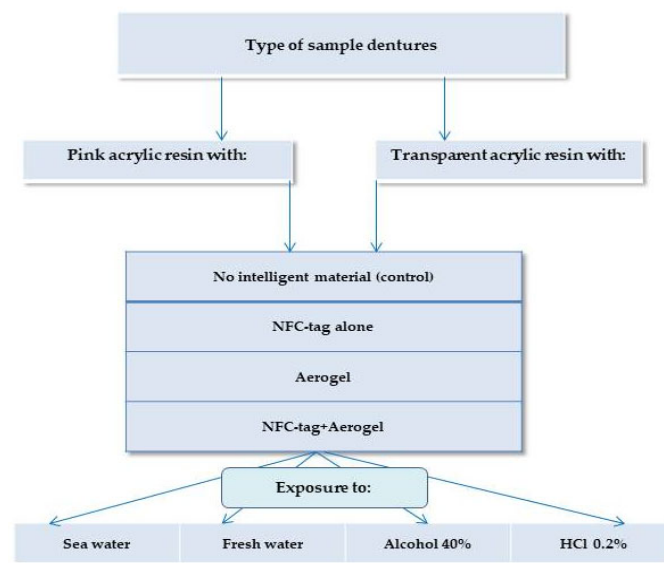 Type of sample dentures
Pink acrylic resin with:
Transparent acrylic resin with:
No intelligent material (control)
NFC-tag alone
Aerogel
NFC-tag+Aerogel
Exposure to:
Sea water
Fresh water
Alcohol 40%
HCl 0.2%